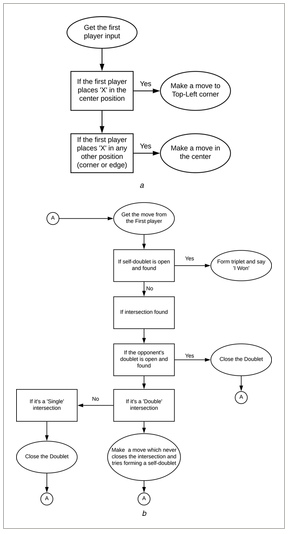 Get the first
player input
If the first player
places 'X' in the
center position
Yes
Make a move to
Top-Left corner
If the first player
places 'X' in any
other position
(corner or edge)
Yes
Make a move in
the center
a
A
Get the move from
the First player
If self-doublet is open
and found
Yes
Form triplet and say
'I Won'
No
If intersection found
If the opponent's
doublet is open and
found
Yes
Close the Doublet
A
If it's a 'Single'
intersection
No
If it's a 'Double'
intersection
Close the Doublet
Make a move which never
closes the intersection and
tries forming a self-doublet
A
A
b